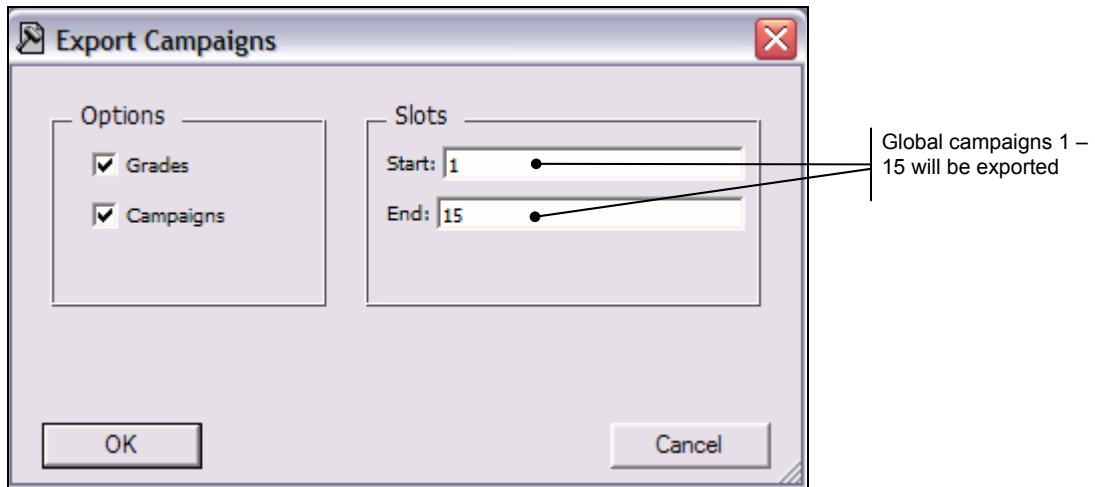 Export Campaigns
Options
Grades
Campaigns
Slots
Start: 1
End: 15
OK
Cancel
Global campaigns 1 –
15 will be exported